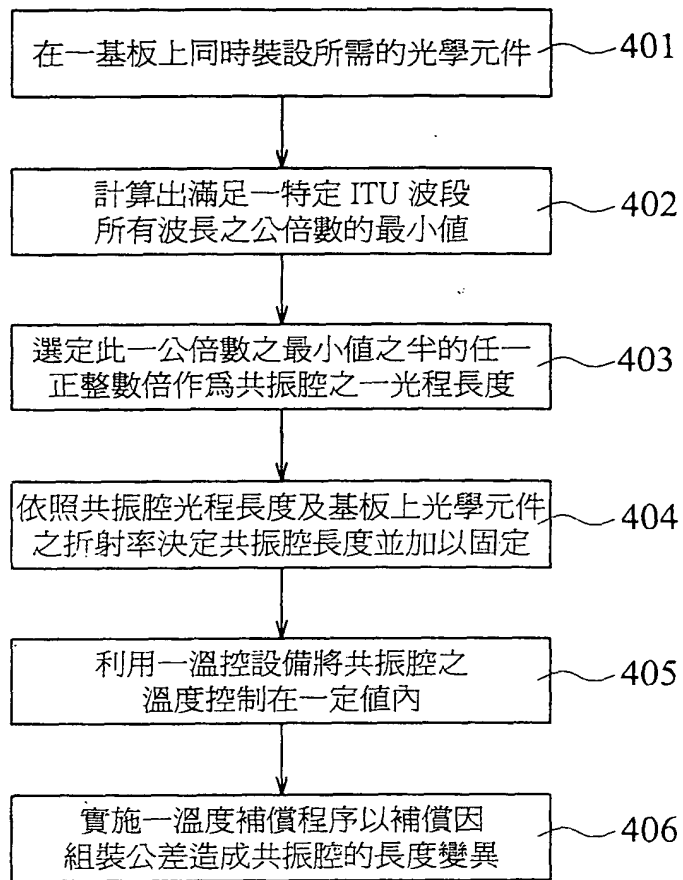 在一基板上同時裝設所需的光學元件
401
計算出滿足一特定 ITU 波段
所有波長之公倍數的最小值
402
選定此一公倍數之最小值之半的任一
正整數倍作爲共振腔之一光程長度
403
依照共振腔光程長度及基板上光學元件
之折射率決定共振腔長度並加以固定
404
利用一溫控設備將共振腔之
溫度控制在一定值內
405
實施一溫度補償程序以補償因
組裝公差造成共振腔的長度變異
406